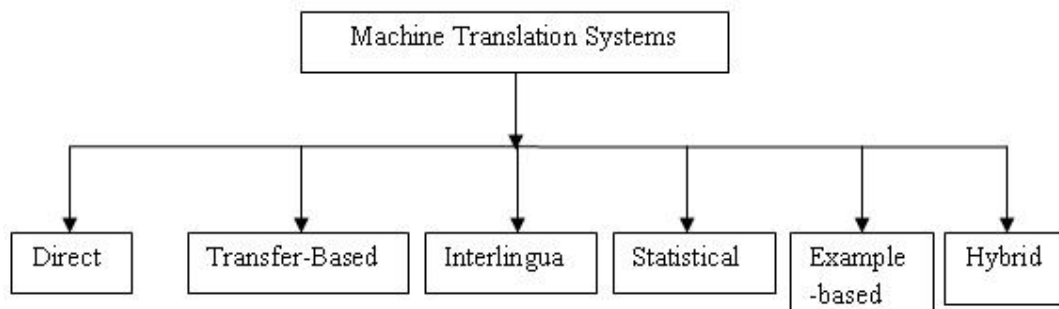 Machine Translation Systems
Direct
Transfer-Based
Interlingua
Statistical
Example
-based
Hybrid